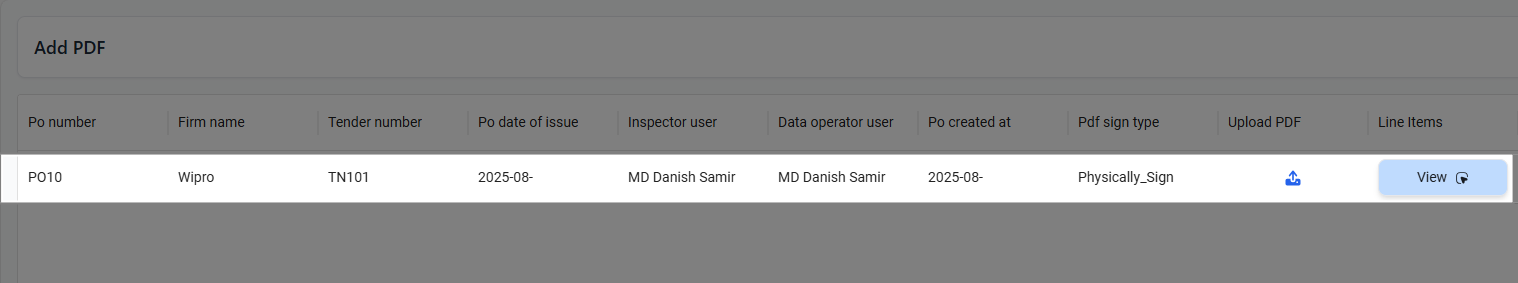 Add PDF
Po number Firm name Tender number Po date of issue Inspector user Data operator user Po created at Pdf sign type Upload PDF Line Items
PO10 Wipro TN101 2025-08- MD Danish Samir MD Danish Samir 2025-08- Physically_Sign View